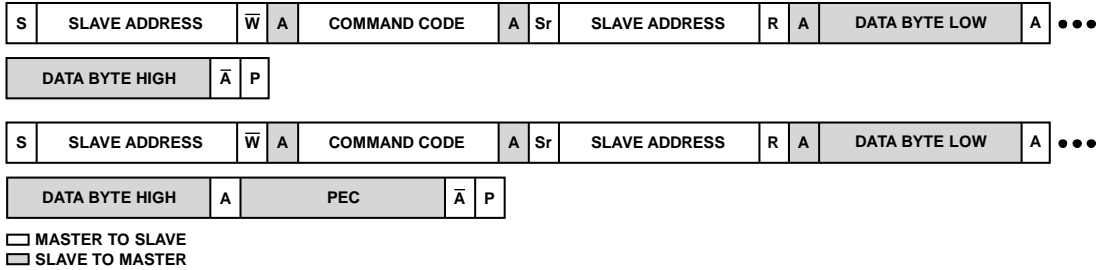 S SLAVE ADDRESS W̅ A COMMAND CODE A Sr SLAVE ADDRESS R A DATA BYTE LOW A •••
DATA BYTE HIGH A̅ P
S SLAVE ADDRESS W̅ A COMMAND CODE A Sr SLAVE ADDRESS R A DATA BYTE LOW A •••
DATA BYTE HIGH A PEC A̅ P
MASTER TO SLAVE
SLAVE TO MASTER